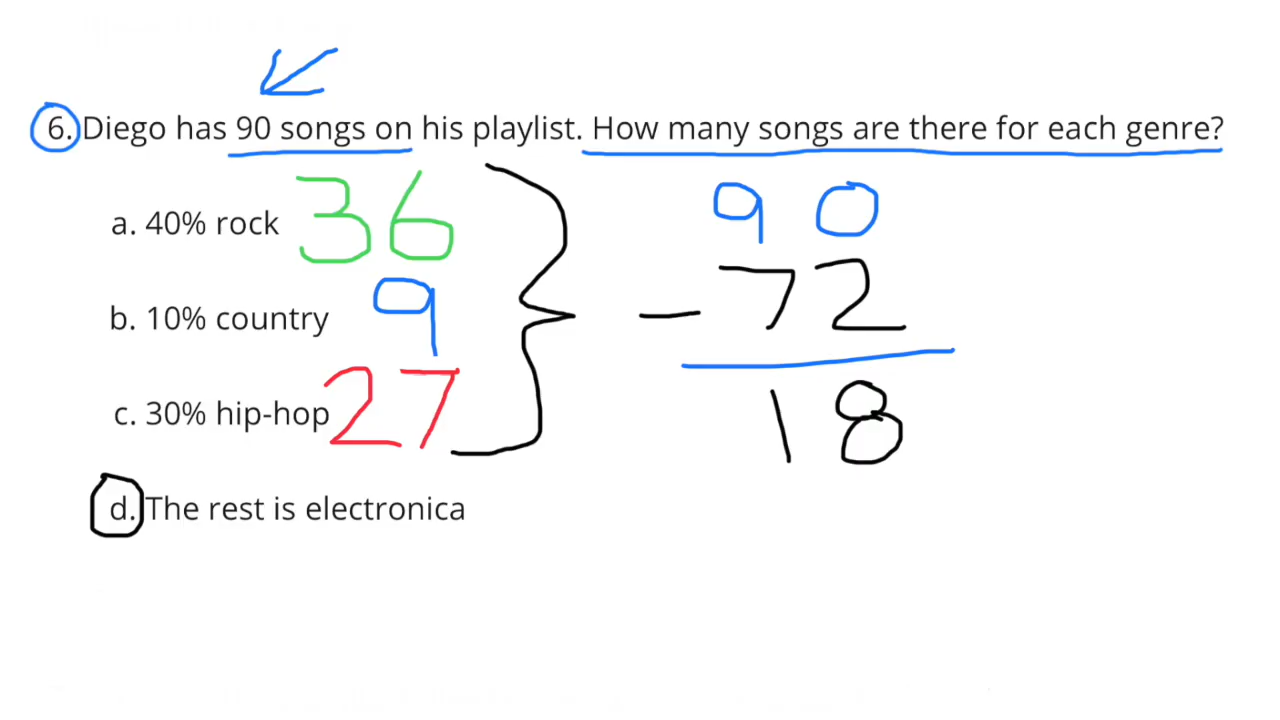 6. Diego has 90 songs on his playlist. How many songs are there for each genre?
a. 40% rock 36
90
b. 10% country 9
- 72
c. 30% hip-hop 27
18
d. The rest is electronica